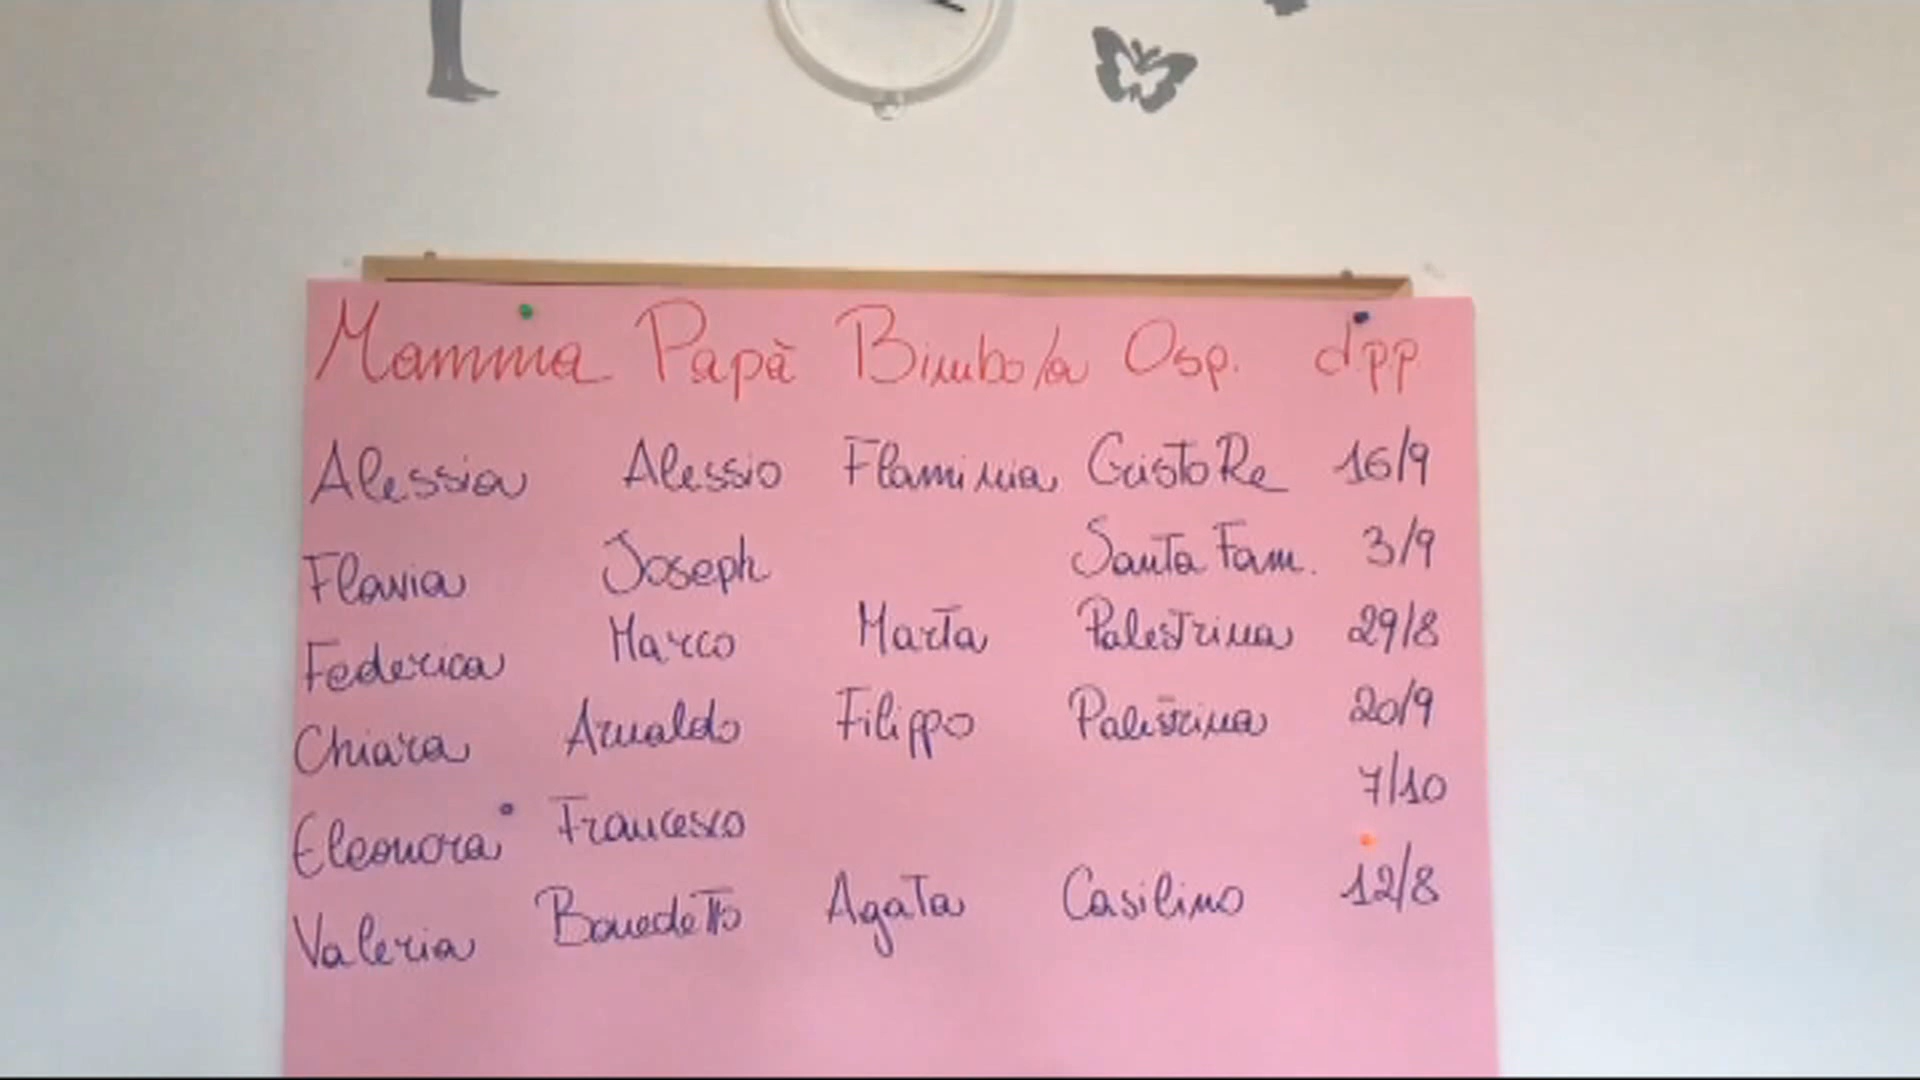 Mamma Papà Bimbo/a Osp. dpp
Alessia Alessio Flaminia Cristo Re 16/9
Flavia Joseph Santa Fam. 3/9
Federica Marco Marta Palestrina 29/8
Chiara Arnaldo Filippo Palestrina 20/9
Eleonora Francesco 7/10
Valeria Benedetto Agata Casilino 12/8